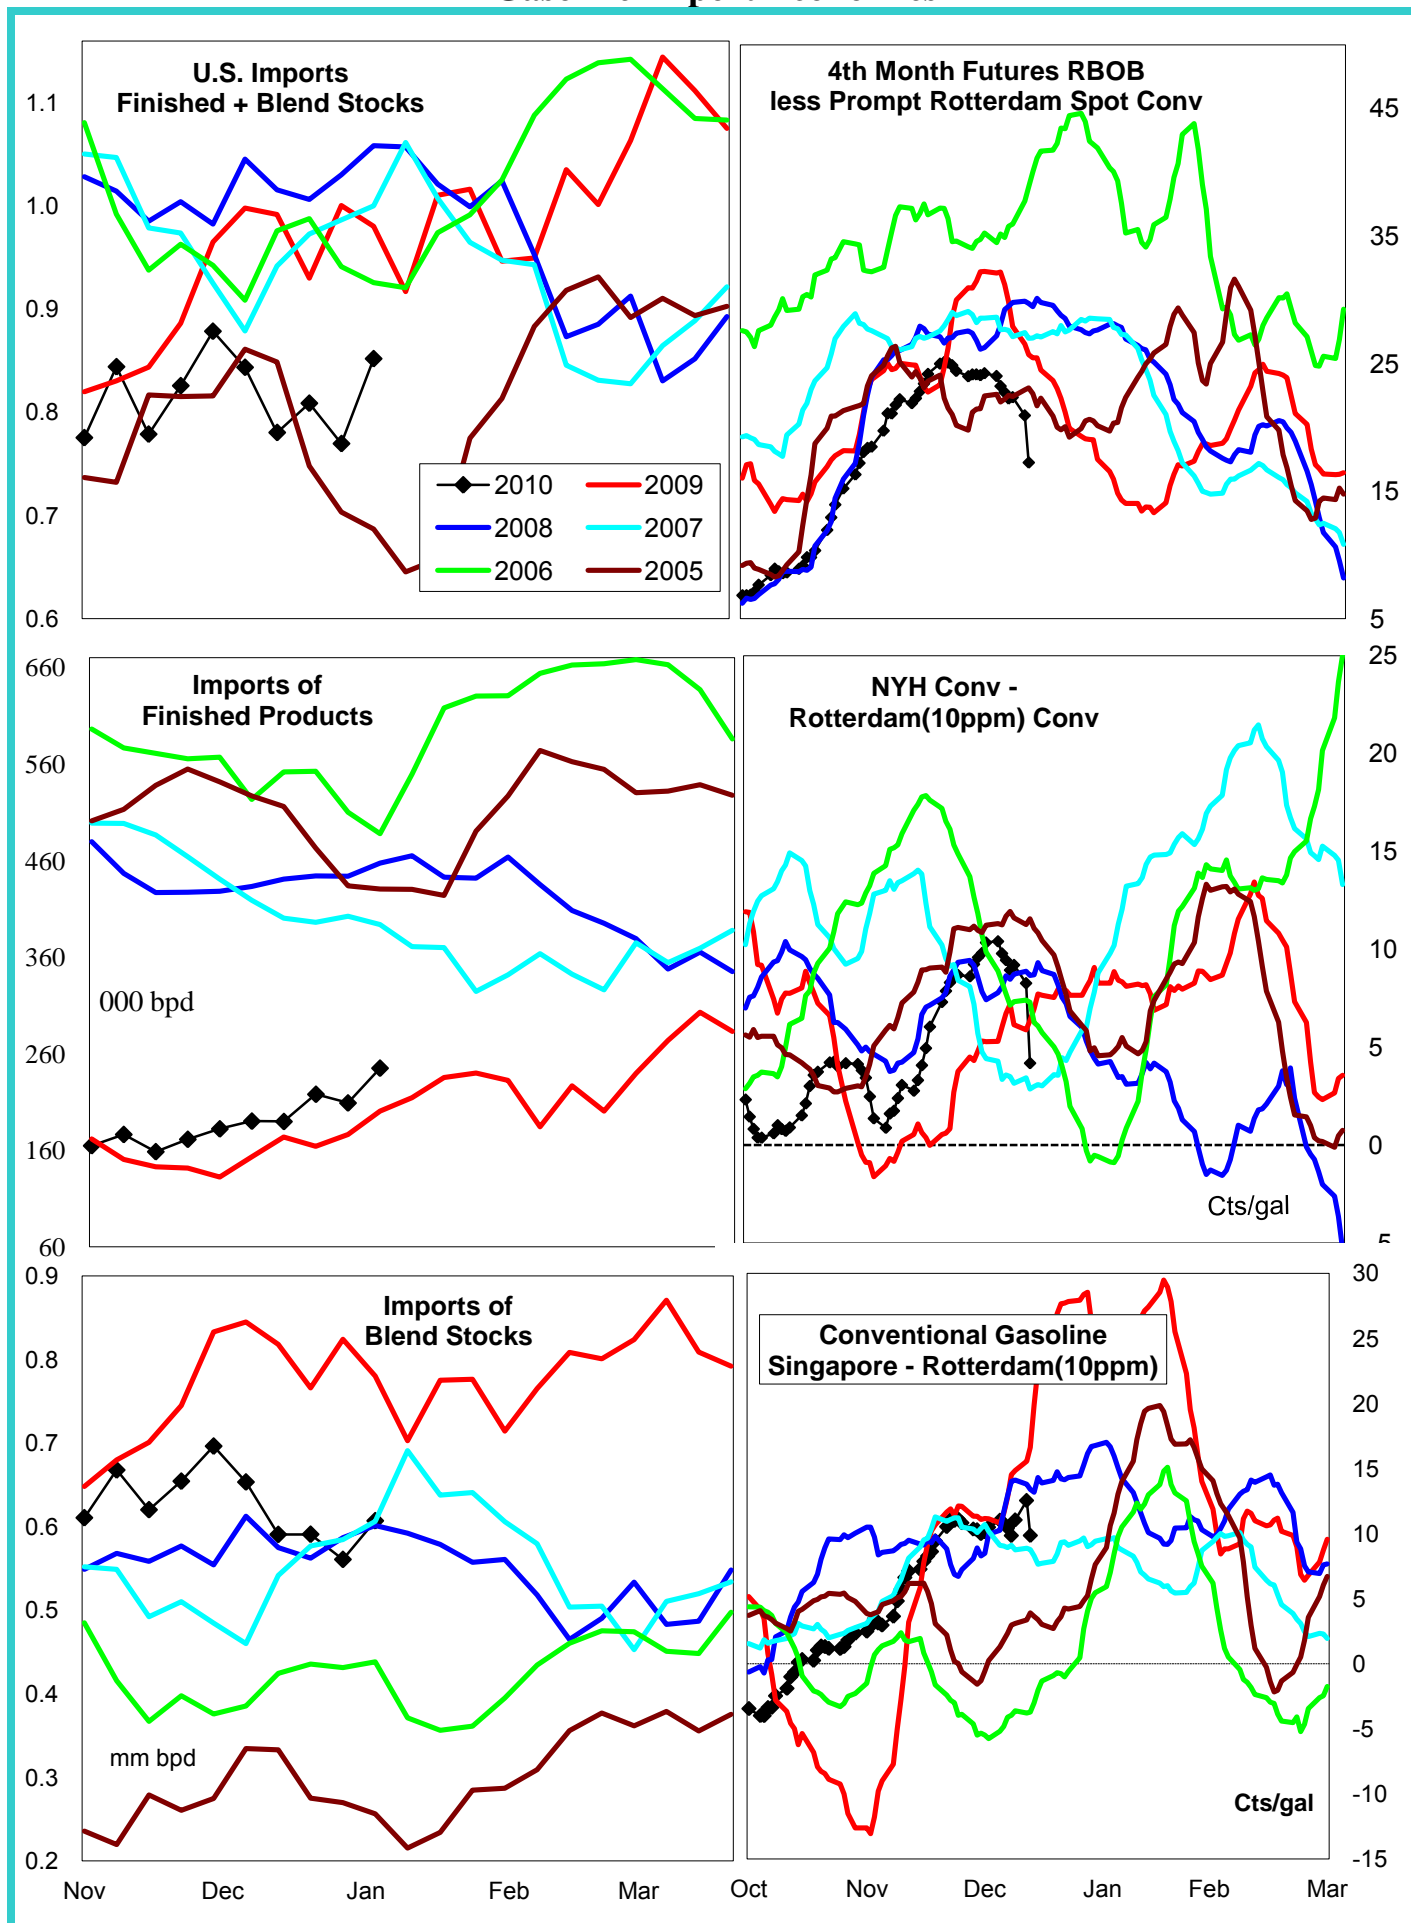 U.S. Imports
Finished + Blend Stocks
1.1
1.0
0.9
0.8
0.7
0.6
2010
2009
2008
2007
2006
2005
4th Month Futures RBOB
less Prompt Rotterdam Spot Conv
45
35
25
15
5
Imports of
Finished Products
660
560
460
360
260
160
60
000 bpd
NYH Conv -
Rotterdam(10ppm) Conv
25
20
15
10
5
0
Cts/gal
Imports of
Blend Stocks
0.9
0.8
0.7
0.6
0.5
0.4
0.3
0.2
mm bpd
Nov
Dec
Jan
Feb
Mar
Conventional Gasoline
Singapore - Rotterdam(10ppm)
30
25
20
15
10
5
0
-5
-10
-15
Cts/gal
Oct
Nov
Dec
Jan
Feb
Mar